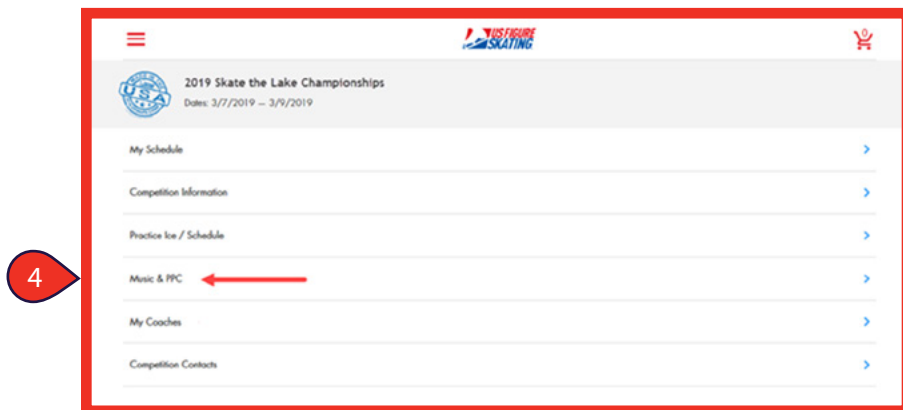 US FIGURE
SKATING
0
USA
2019 Skate the Lake Championships
Dates: 3/7/2019 – 3/9/2019
My Schedule
Competition Information
Practice Ice / Schedule
4
Music & PPC
My Coaches
Competition Contacts